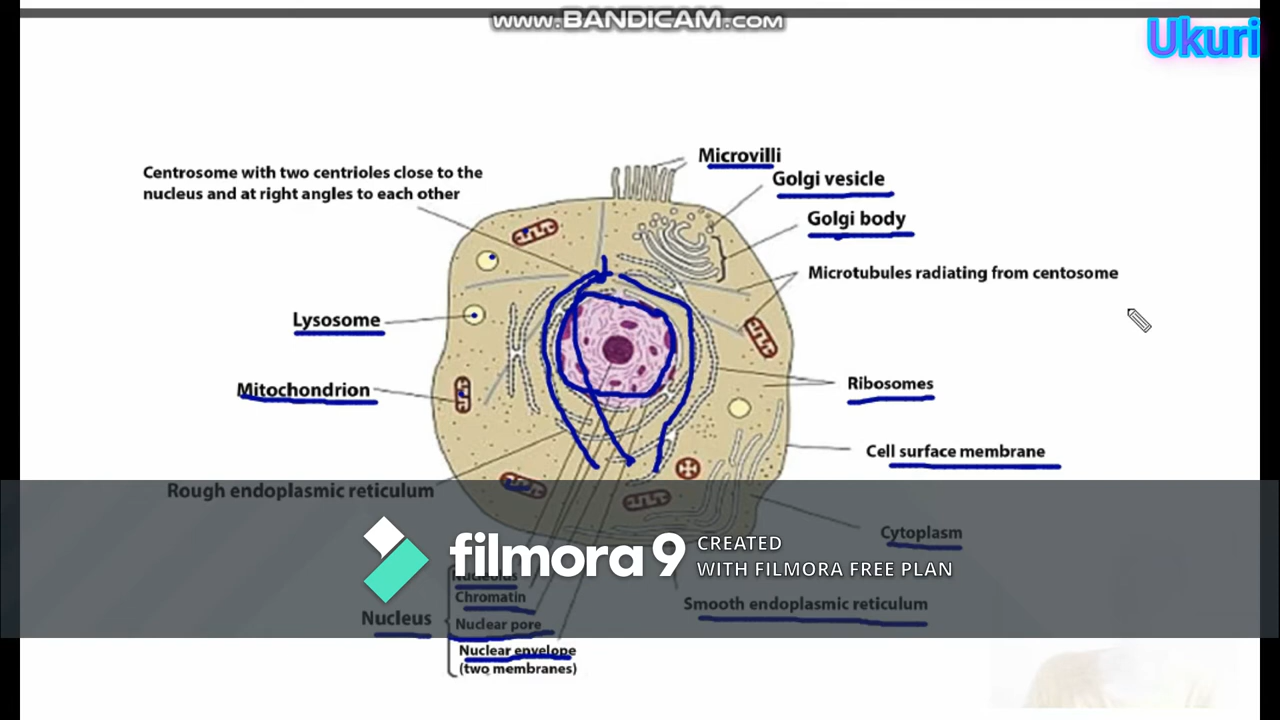 www.BANDICAM.com
Ukuri
Microvilli
Centrosome with two centrioles close to the
nucleus and at right angles to each other
Golgi vesicle
Golgi body
Microtubules radiating from centosome
Lysosome
Mitochondrion
Ribosomes
Cell surface membrane
Rough endoplasmic reticulum
Cytoplasm
filmora9
CREATED
WITH FILMORA FREE PLAN
Nucleolus
Chromatin
Smooth endoplasmic reticulum
Nucleus
Nuclear pore
Nuclear envelope
(two membranes)